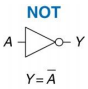 NOT
A Y
Y = A̅